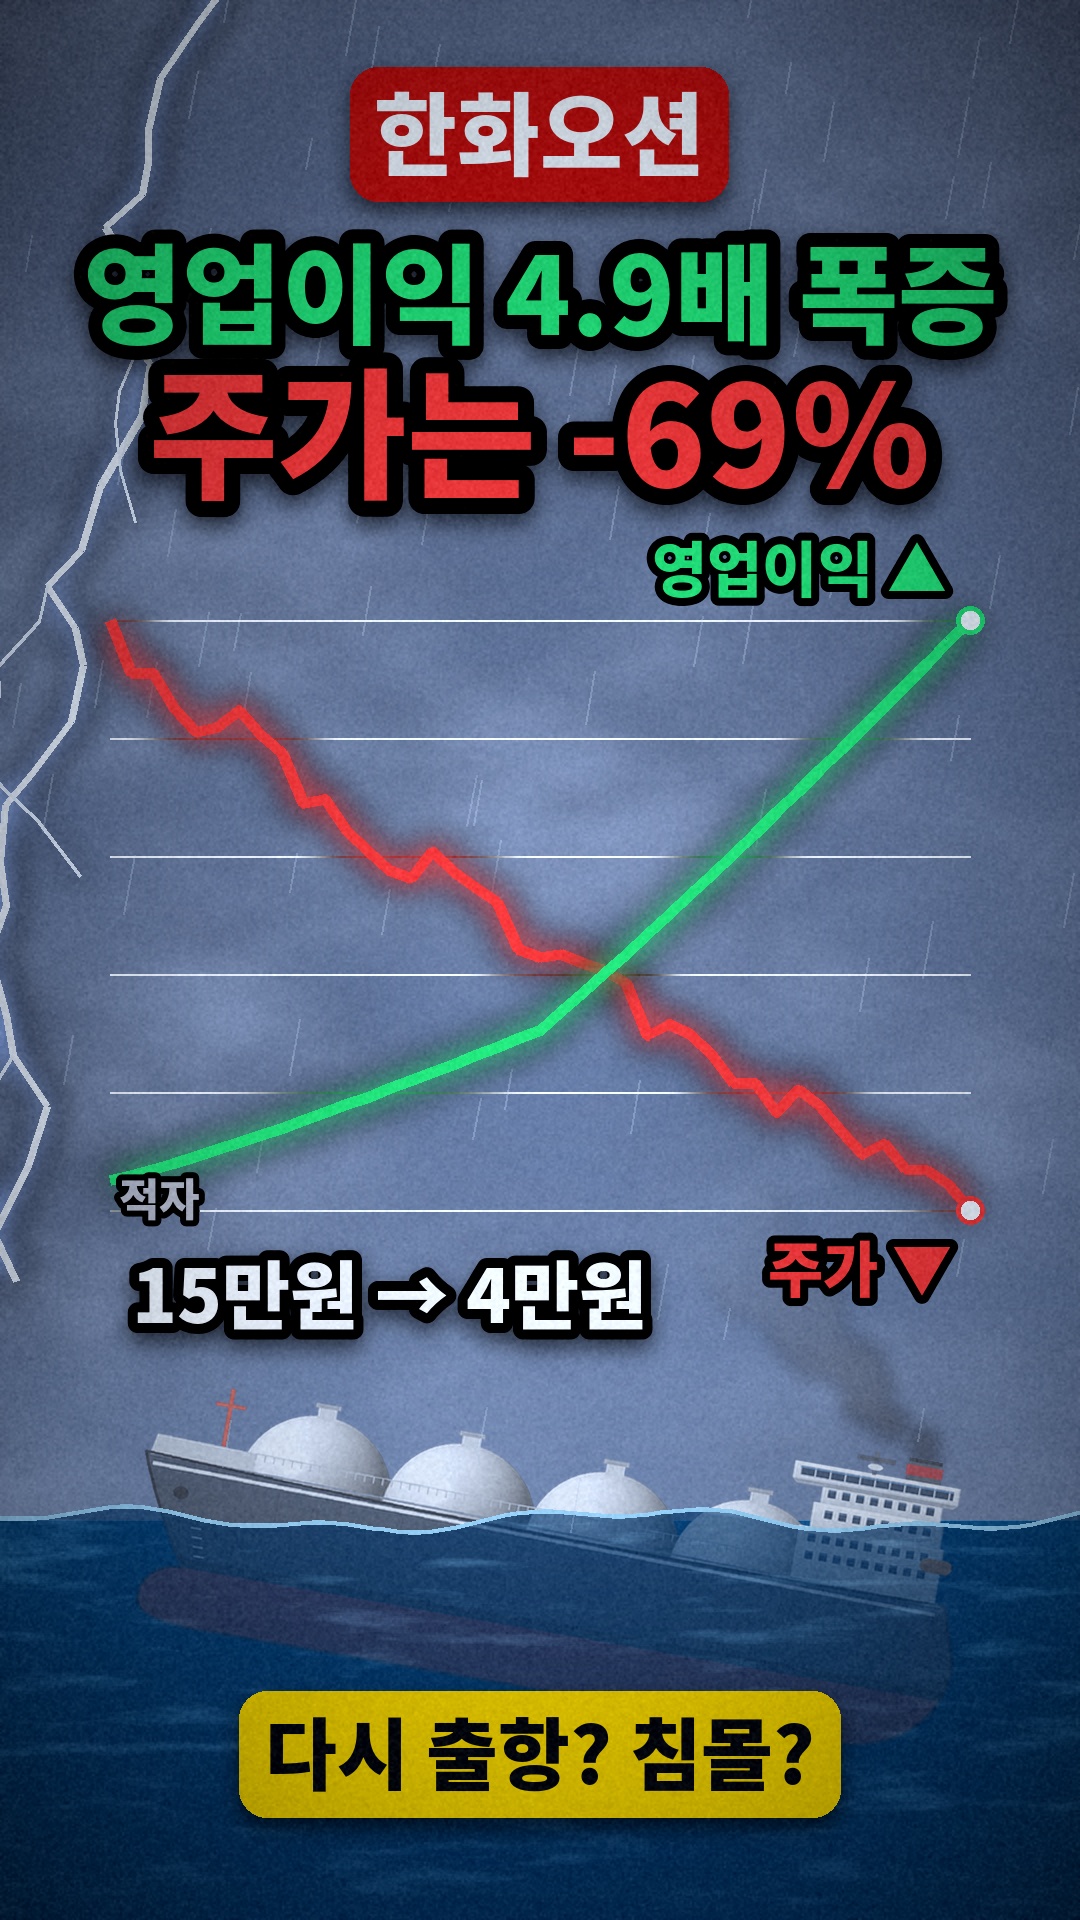 한화오션
영업이익 4.9배 폭증
주가는 -69%
영업이익 ▲
적자
15만원 → 4만원
주가 ▼
다시 출항? 침몰?